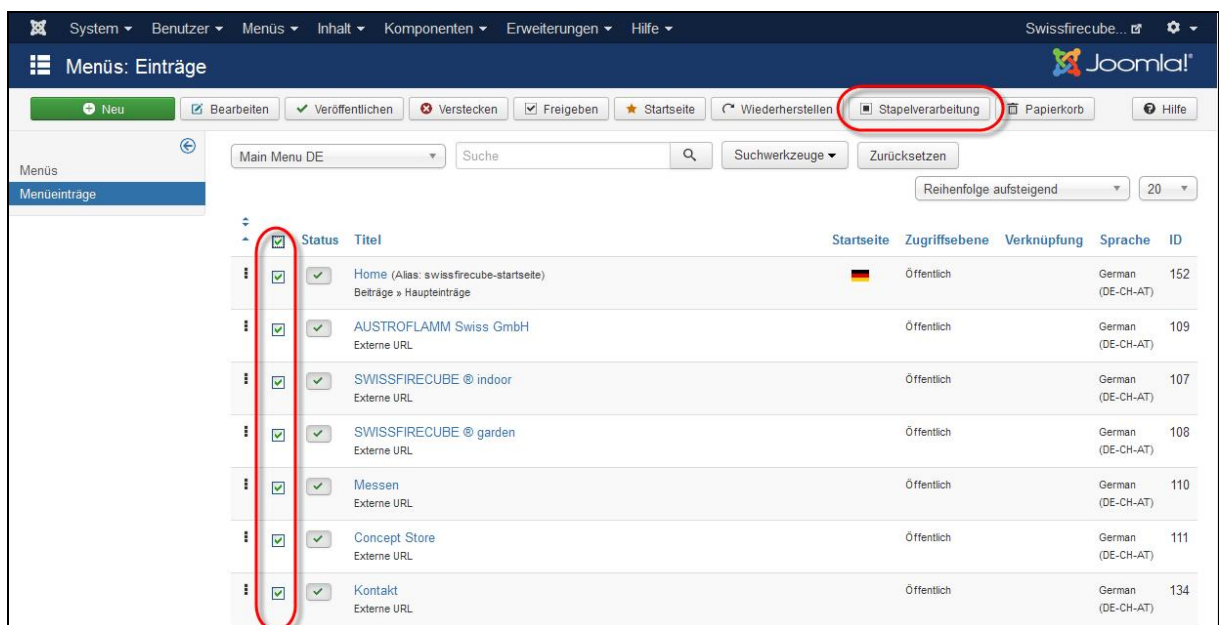 System Benutzer Menüs Inhalt Komponenten Erweiterungen Hilfe Swissfirecube...
Menüs: Einträge Joomla!®
Neu Bearbeiten Veröffentlichen Verstecken Freigeben Startseite Wiederherstellen Stapelverarbeitung Papierkorb Hilfe
Main Menu DE Suche Suchwerkzeuge Zurücksetzen
Menüs
Menüeinträge
Reihenfolge aufsteigend 20
Status Titel Startseite Zugriffsebene Verknüpfung Sprache ID
Home (Alias: swissfirecube-startseite) Öffentlich German 152
Beiträge » Haupteinträge (DE-CH-AT)
AUSTROFLAMM Swiss GmbH Öffentlich German 109
Externe URL (DE-CH-AT)
SWISSFIRECUBE ® indoor Öffentlich German 107
Externe URL (DE-CH-AT)
SWISSFIRECUBE ® garden Öffentlich German 108
Externe URL (DE-CH-AT)
Messen Öffentlich German 110
Externe URL (DE-CH-AT)
Concept Store Öffentlich German 111
Externe URL (DE-CH-AT)
Kontakt Öffentlich German 134
Externe URL (DE-CH-AT)